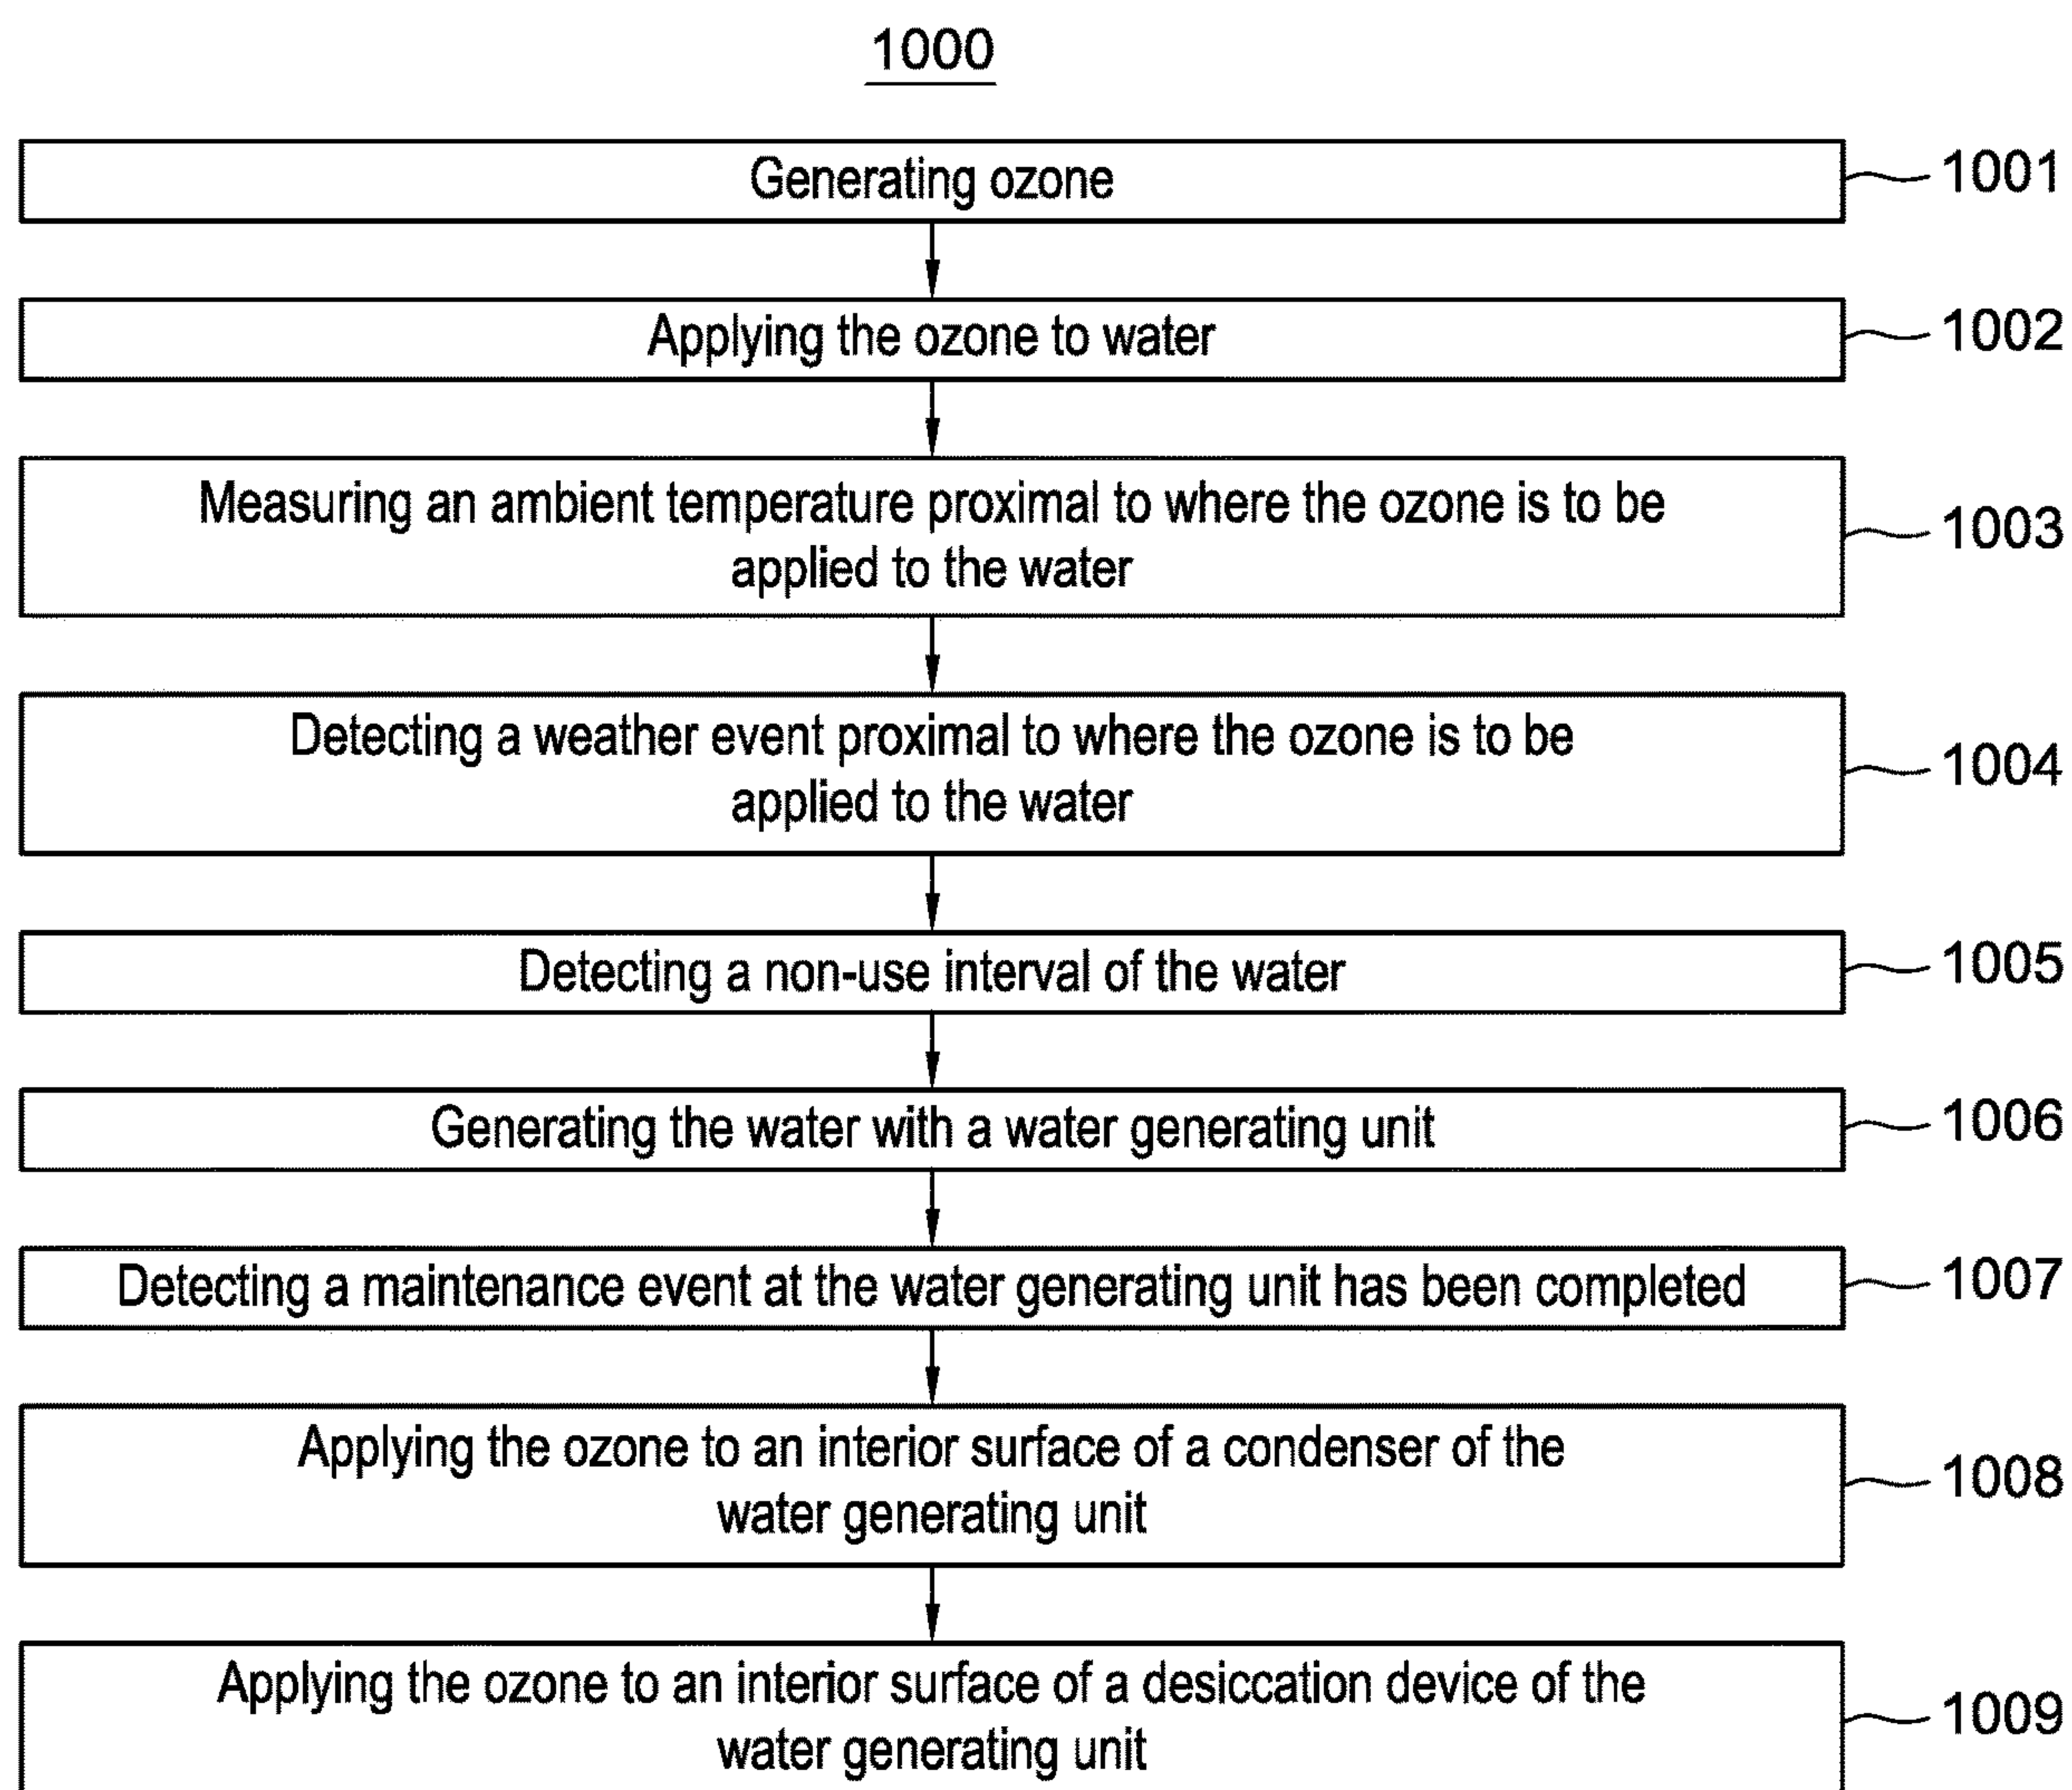 1000
Generating ozone
1001
Applying the ozone to water
1002
Measuring an ambient temperature proximal to where the ozone is to be
applied to the water
1003
Detecting a weather event proximal to where the ozone is to be
applied to the water
1004
Detecting a non-use interval of the water
1005
Generating the water with a water generating unit
1006
Detecting a maintenance event at the water generating unit has been completed
1007
Applying the ozone to an interior surface of a condenser of the
water generating unit
1008
Applying the ozone to an interior surface of a desiccation device of the
water generating unit
1009